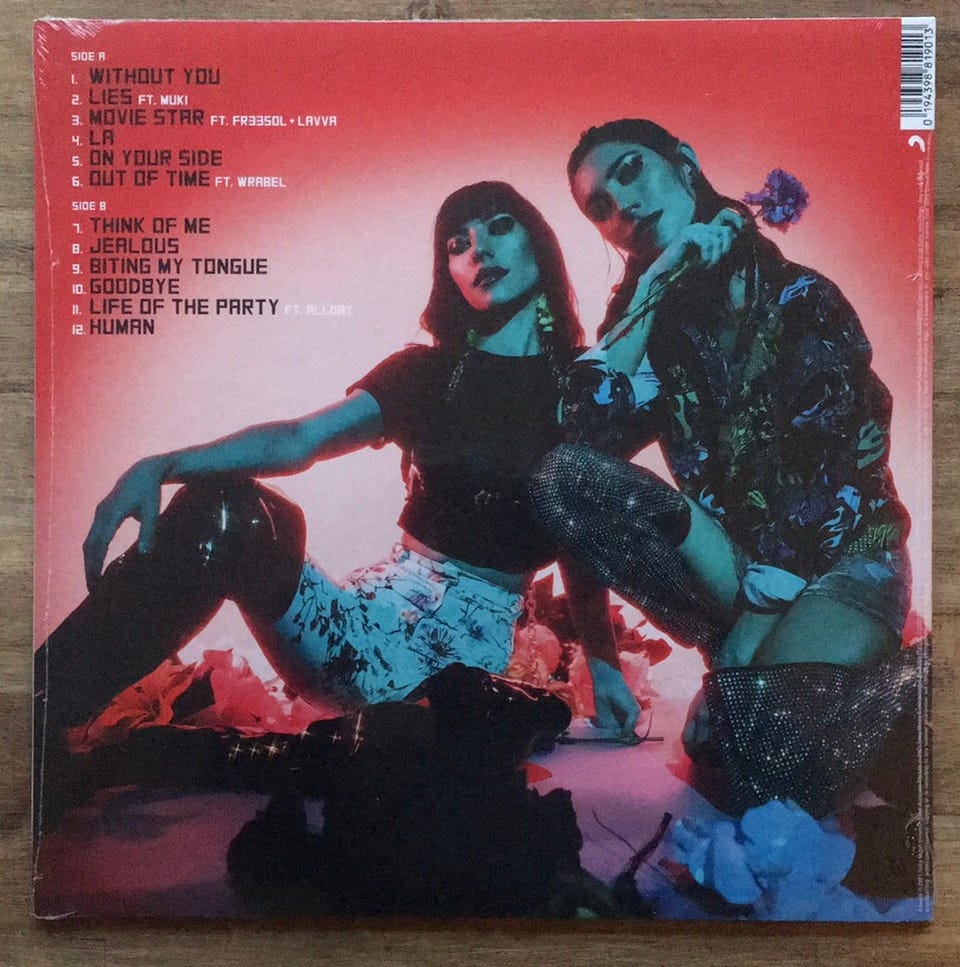 SIDE A
1. WITHOUT YOU
2. LIES FT. MUKI
3. MOVIE STAR FT. FR33SOL + LAVVA
4. LA
5. ON YOUR SIDE
6. OUT OF TIME FT. WRABEL
SIDE B
7. THINK OF ME
8. JEALOUS
9. BITING MY TONGUE
10. GOODBYE
11. LIFE OF THE PARTY FT. ALLDAY
12. HUMAN
0 194398 819013